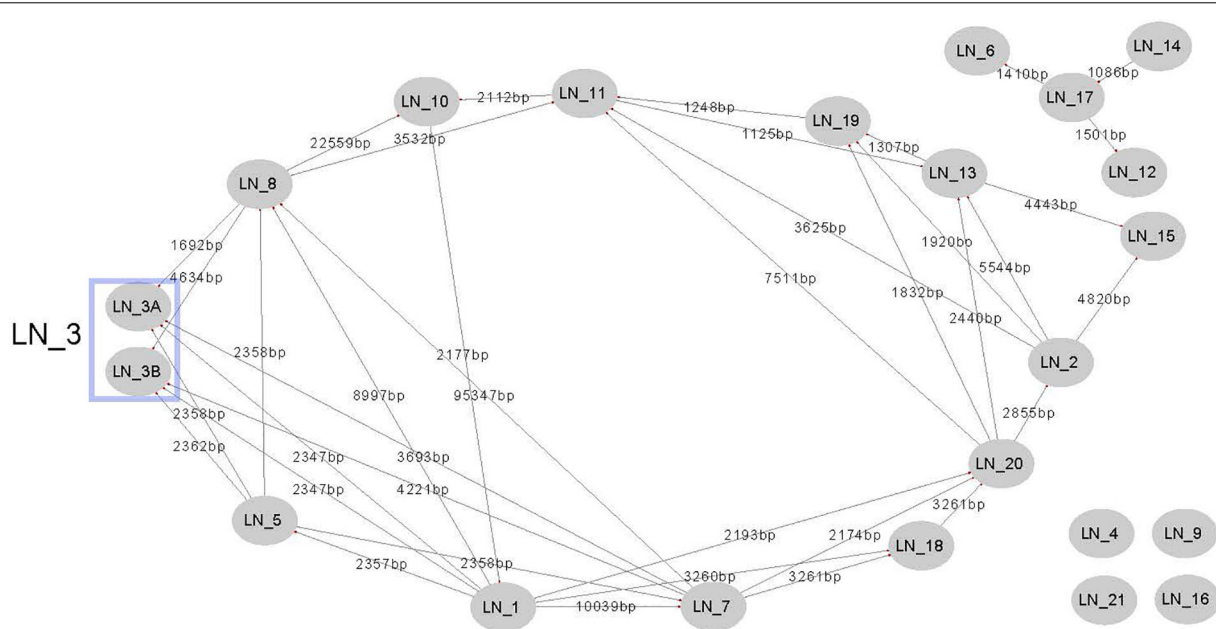 LN_6
LN_14
1410bp
1086bp
LN_17
1501bp
LN_12
LN_10
2112bp
LN_11
1248bp
LN_19
22559bp
3532bp
1125bp
1307bp
LN_13
LN_8
4443bp
LN_15
1692bp
4634bp
3625bp
1920bp
5544bp
7511bp
1832bp
4820bp
LN_3
LN_3A
LN_3B
2440bp
2358bp
2177bp
LN_2
8997bp
95347bp
2358bp
2855bp
2362bp
2347bp
3693bp
LN_20
2347bp
4221bp
3261bp
LN_5
2193bp
2174bp
LN_18
LN_4
LN_9
2357bp
2358bp
3260bp
3261bp
LN_1
10039bp
LN_7
LN_21
LN_16